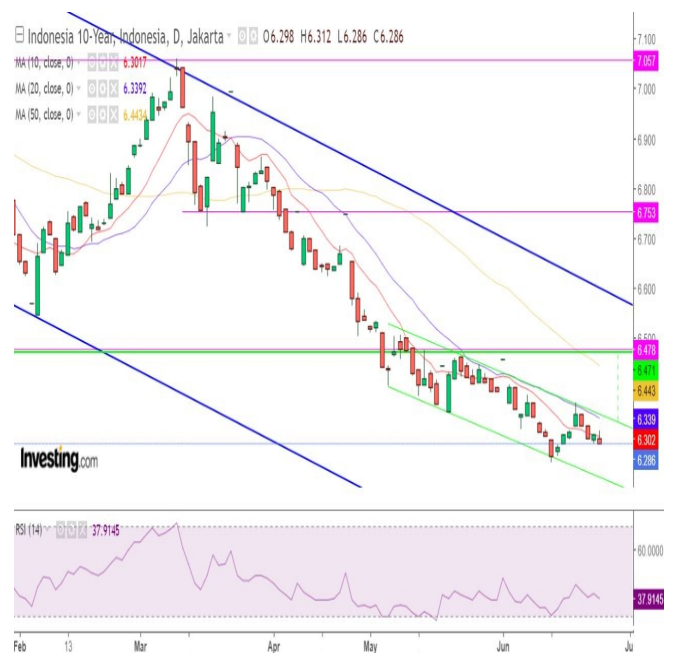 Indonesia 10-Year, Indonesia, D, Jakarta O6.298 H6.312 L6.286 C6.286
MA (10, close, 0) 6.3017
MA (20, close, 0) 6.3392
MA (50, close, 0) 6.4434
7.100
7.057
7.000
6.900
6.800
6.753
6.700
6.600
6.500
6.478
6.471
6.443
6.339
6.302
6.286
Investing.com
RSI (14) 37.9145
60.0000
37.9145
Feb 13 Mar Apr May Jun Ju